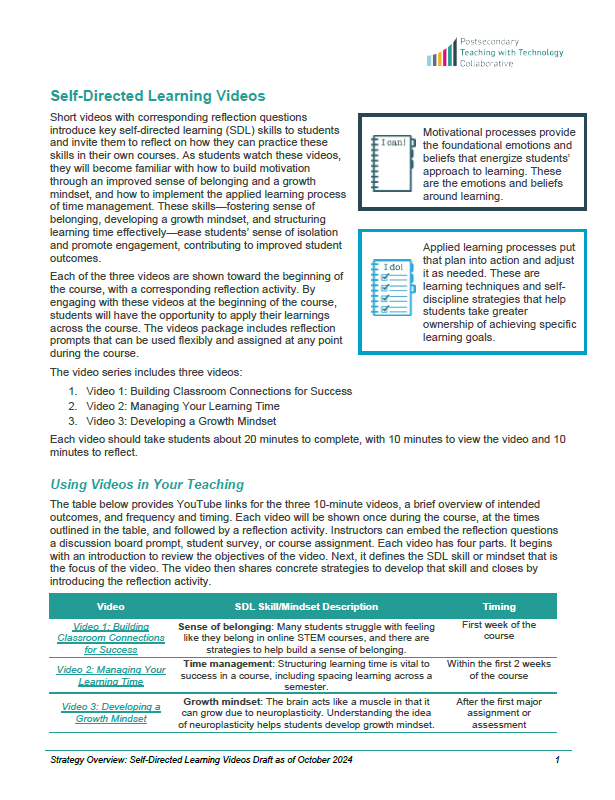 Postsecondary
Teaching with Technology
Collaborative
Self-Directed Learning Videos
Short videos with corresponding reflection questions
introduce key self-directed learning (SDL) skills to students
and invite them to reflect on how they can practice these
skills in their own courses. As students watch these videos,
they will become familiar with how to build motivation
through an improved sense of belonging and a growth
mindset, and how to implement the applied learning process
of time management. These skills—fostering sense of
belonging, developing a growth mindset, and structuring
learning time effectively—ease students’ sense of isolation
and promote engagement, contributing to improved student
outcomes.
Each of the three videos are shown toward the beginning of
the course, with a corresponding reflection activity. By
engaging with these videos at the beginning of the course,
students will have the opportunity to apply their learnings
across the course. The videos package includes reflection
prompts that can be used flexibly and assigned at any point
during the course.
I can!
Motivational processes provide
the foundational emotions and
beliefs that energize students’
approach to learning. These
are the emotions and beliefs
around learning.
I do!
Applied learning processes put
that plan into action and adjust
it as needed. These are
learning techniques and self-
discipline strategies that help
students take greater
ownership of achieving specific
learning goals.
The video series includes three videos:
1. Video 1: Building Classroom Connections for Success
2. Video 2: Managing Your Learning Time
3. Video 3: Developing a Growth Mindset
Each video should take students about 20 minutes to complete, with 10 minutes to view the video and 10
minutes to reflect.
Using Videos in Your Teaching
The table below provides YouTube links for the three 10-minute videos, a brief overview of intended
outcomes, and frequency and timing. Each video will be shown once during the course, at the times
outlined in the table, and followed by a reflection activity. Instructors can embed the reflection questions
a discussion board prompt, student survey, or course assignment. Each video has four parts. It begins
with an introduction to review the objectives of the video. Next, it defines the SDL skill or mindset that is
the focus of the video. The video then shares concrete strategies to develop that skill and closes by
introducing the reflection activity.
Video SDL Skill/Mindset Description Timing
Video 1: Building
Classroom Connections
for Success
Sense of belonging: Many students struggle with feeling
like they belong in online STEM courses, and there are
strategies to help build a sense of belonging.
First week of the
course
Video 2: Managing Your
Learning Time
Time management: Structuring learning time is vital to
success in a course, including spacing learning across a
semester.
Within the first 2 weeks
of the course
Video 3: Developing a
Growth Mindset
Growth mindset: The brain acts like a muscle in that it
can grow due to neuroplasticity. Understanding the idea
of neuroplasticity helps students develop growth mindset.
After the first major
assignment or
assessment
Strategy Overview: Self-Directed Learning Videos Draft as of October 2024 1